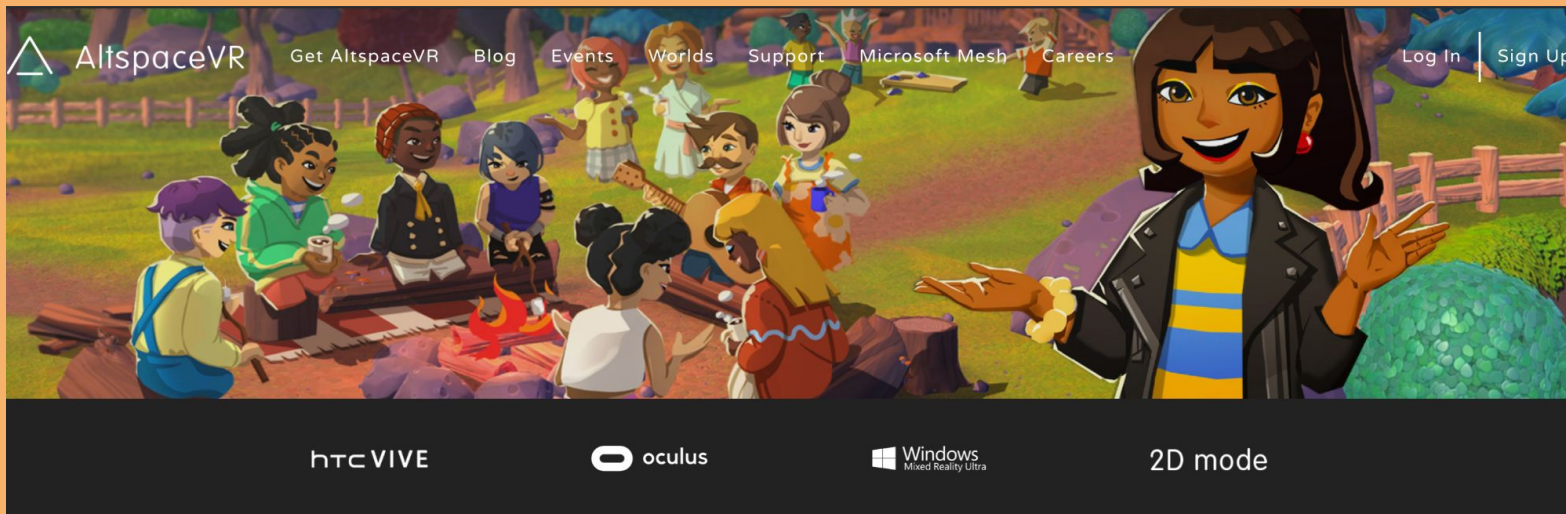 AltspaceVR Get AltspaceVR Blog Events Worlds Support Microsoft Mesh Careers Log In Sign Up
hTC VIVE oculus Windows 2D mode
Mixed Reality Ultra